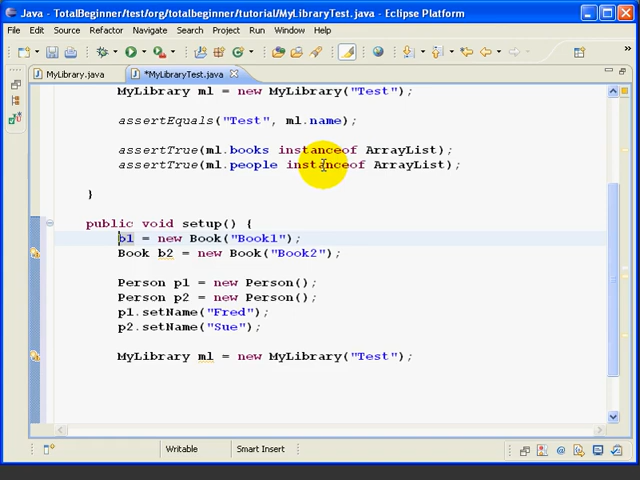 Java - TotalBeginner/test/org/totalbeginner/tutorial/MyLibraryTest.java - Eclipse Platform
File Edit Source Refactor Navigate Search Project Run Window Help
MyLibrary.java *MyLibraryTest.java
MyLibrary ml = new MyLibrary("Test");
assertEquals("Test", ml.name);
assertTrue(ml.books instanceof ArrayList);
assertTrue(ml.people instanceof ArrayList);
}
public void setup() {
b1 = new Book("Book1");
Book b2 = new Book("Book2");
Person p1 = new Person();
Person p2 = new Person();
p1.setName("Fred");
p2.setName("Sue");
MyLibrary ml = new MyLibrary("Test");
Writable Smart Insert